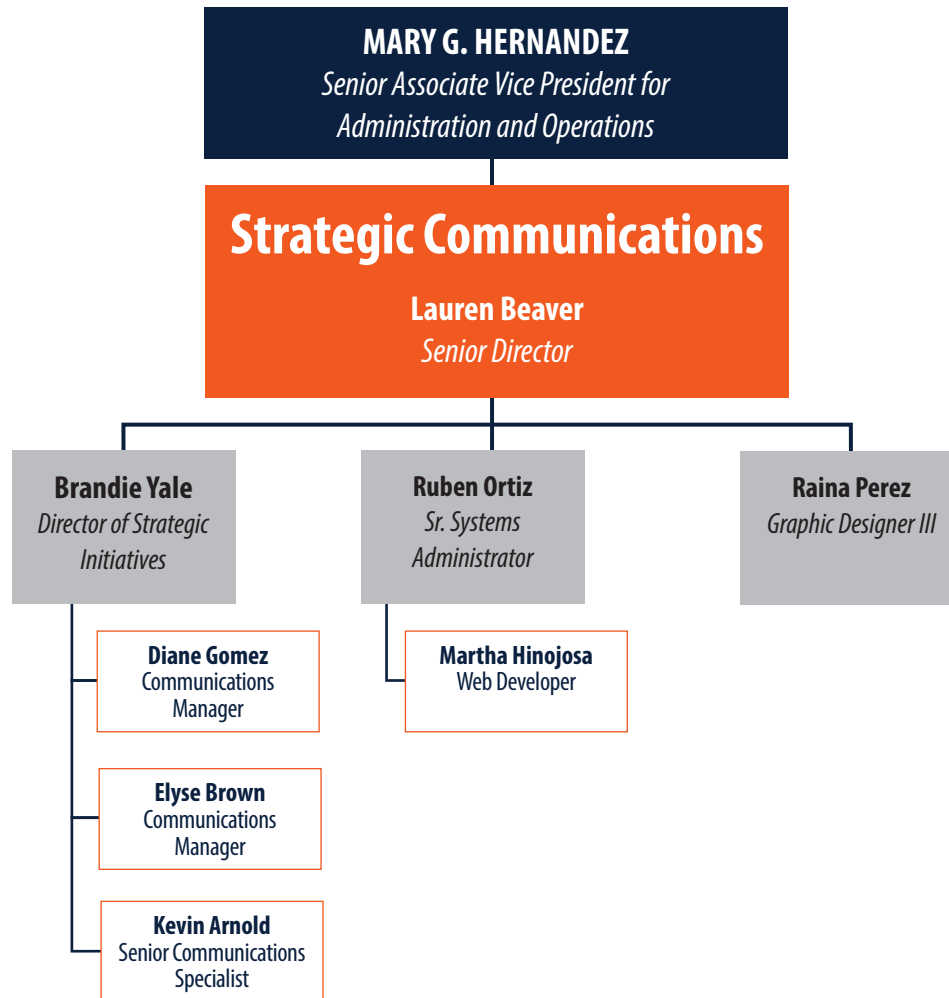 MARY G. HERNANDEZ
Senior Associate Vice President for
Administration and Operations
Strategic Communications
Lauren Beaver
Senior Director
Brandie Yale
Director of Strategic
Initiatives
Ruben Ortiz
Sr. Systems
Administrator
Raina Perez
Graphic Designer III
Diane Gomez
Communications
Manager
Martha Hinojosa
Web Developer
Elyse Brown
Communications
Manager
Kevin Arnold
Senior Communications
Specialist